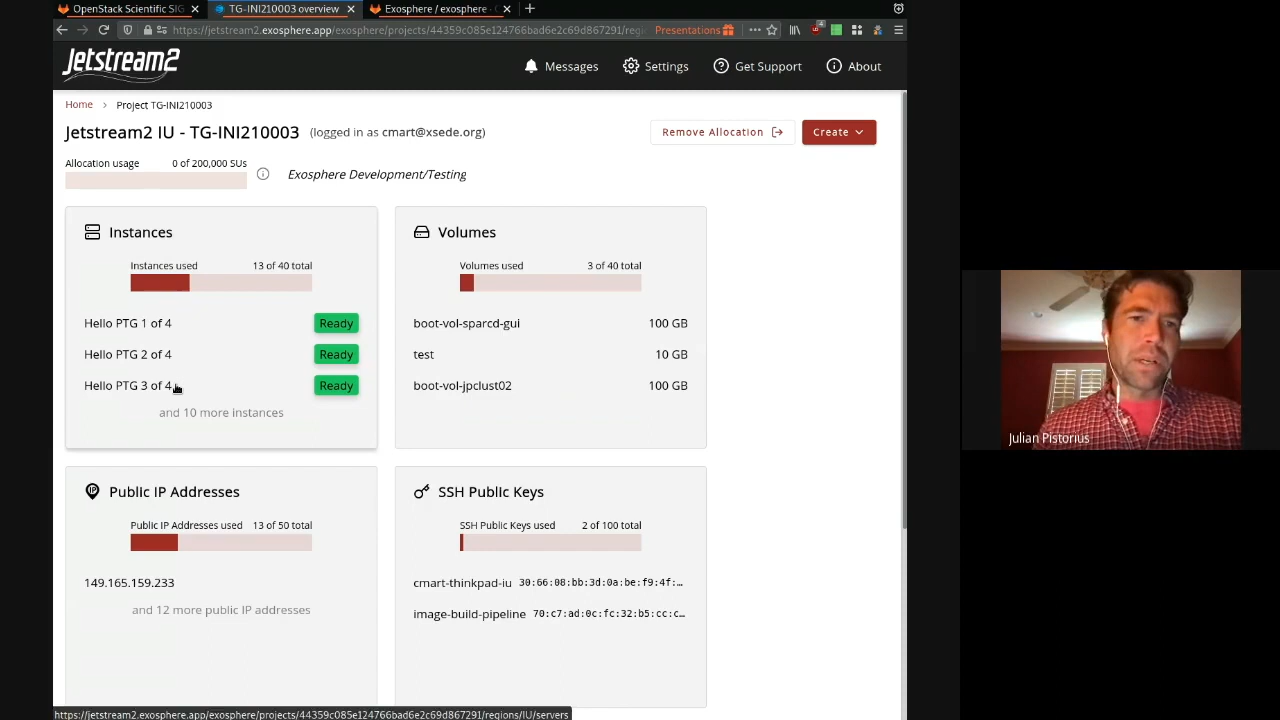 OpenStack Scientific SIG
TG-INI210003 overview
Exosphere / exosphere ·
https://jetstream2.exosphere.app/exosphere/projects/44359c085e124766bad6e2c69d867291/reg
Presentations
Jetstream2
Messages
Settings
Get Support
About
Home > Project TG-INI210003
Jetstream2 IU - TG-INI210003 (logged in as cmart@xsede.org)
Remove Allocation
Create
Allocation usage 0 of 200,000 SUs
Exosphere Development/Testing
Instances
Instances used 13 of 40 total
Hello PTG 1 of 4 Ready
Hello PTG 2 of 4 Ready
Hello PTG 3 of 4 Ready
and 10 more instances
Volumes
Volumes used 3 of 40 total
boot-vol-sparcd-gui 100 GB
test 10 GB
boot-vol-jpclust02 100 GB
Public IP Addresses
Public IP Addresses used 13 of 50 total
149.165.159.233
and 12 more public IP addresses
SSH Public Keys
SSH Public Keys used 2 of 100 total
cmart-thinkpad-iu 30:66:08:bb:3d:0a:be:f9:4f:…
image-build-pipeline 70:c7:ad:0c:fc:32:b5:cc:c…
https://jetstream2.exosphere.app/exosphere/projects/44359c085e124766bad6e2c69d867291/regions/IU/servers
Julian Pistorius